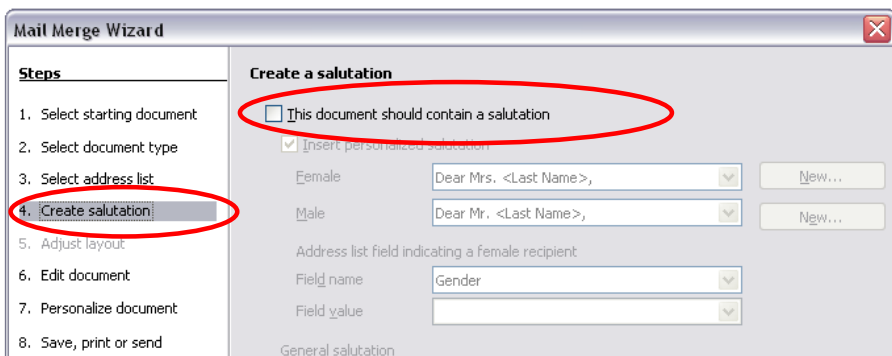 Mail Merge Wizard
Steps
1. Select starting document
2. Select document type
3. Select address list
4. Create salutation
5. Adjust layout
6. Edit document
7. Personalize document
8. Save, print or send
Create a salutation
This document should contain a salutation
Insert personalized salutation
Female Dear Mrs. <Last Name>, New...
Male Dear Mr. <Last Name>, New...
Address list field indicating a female recipient
Field name Gender
Field value
General salutation